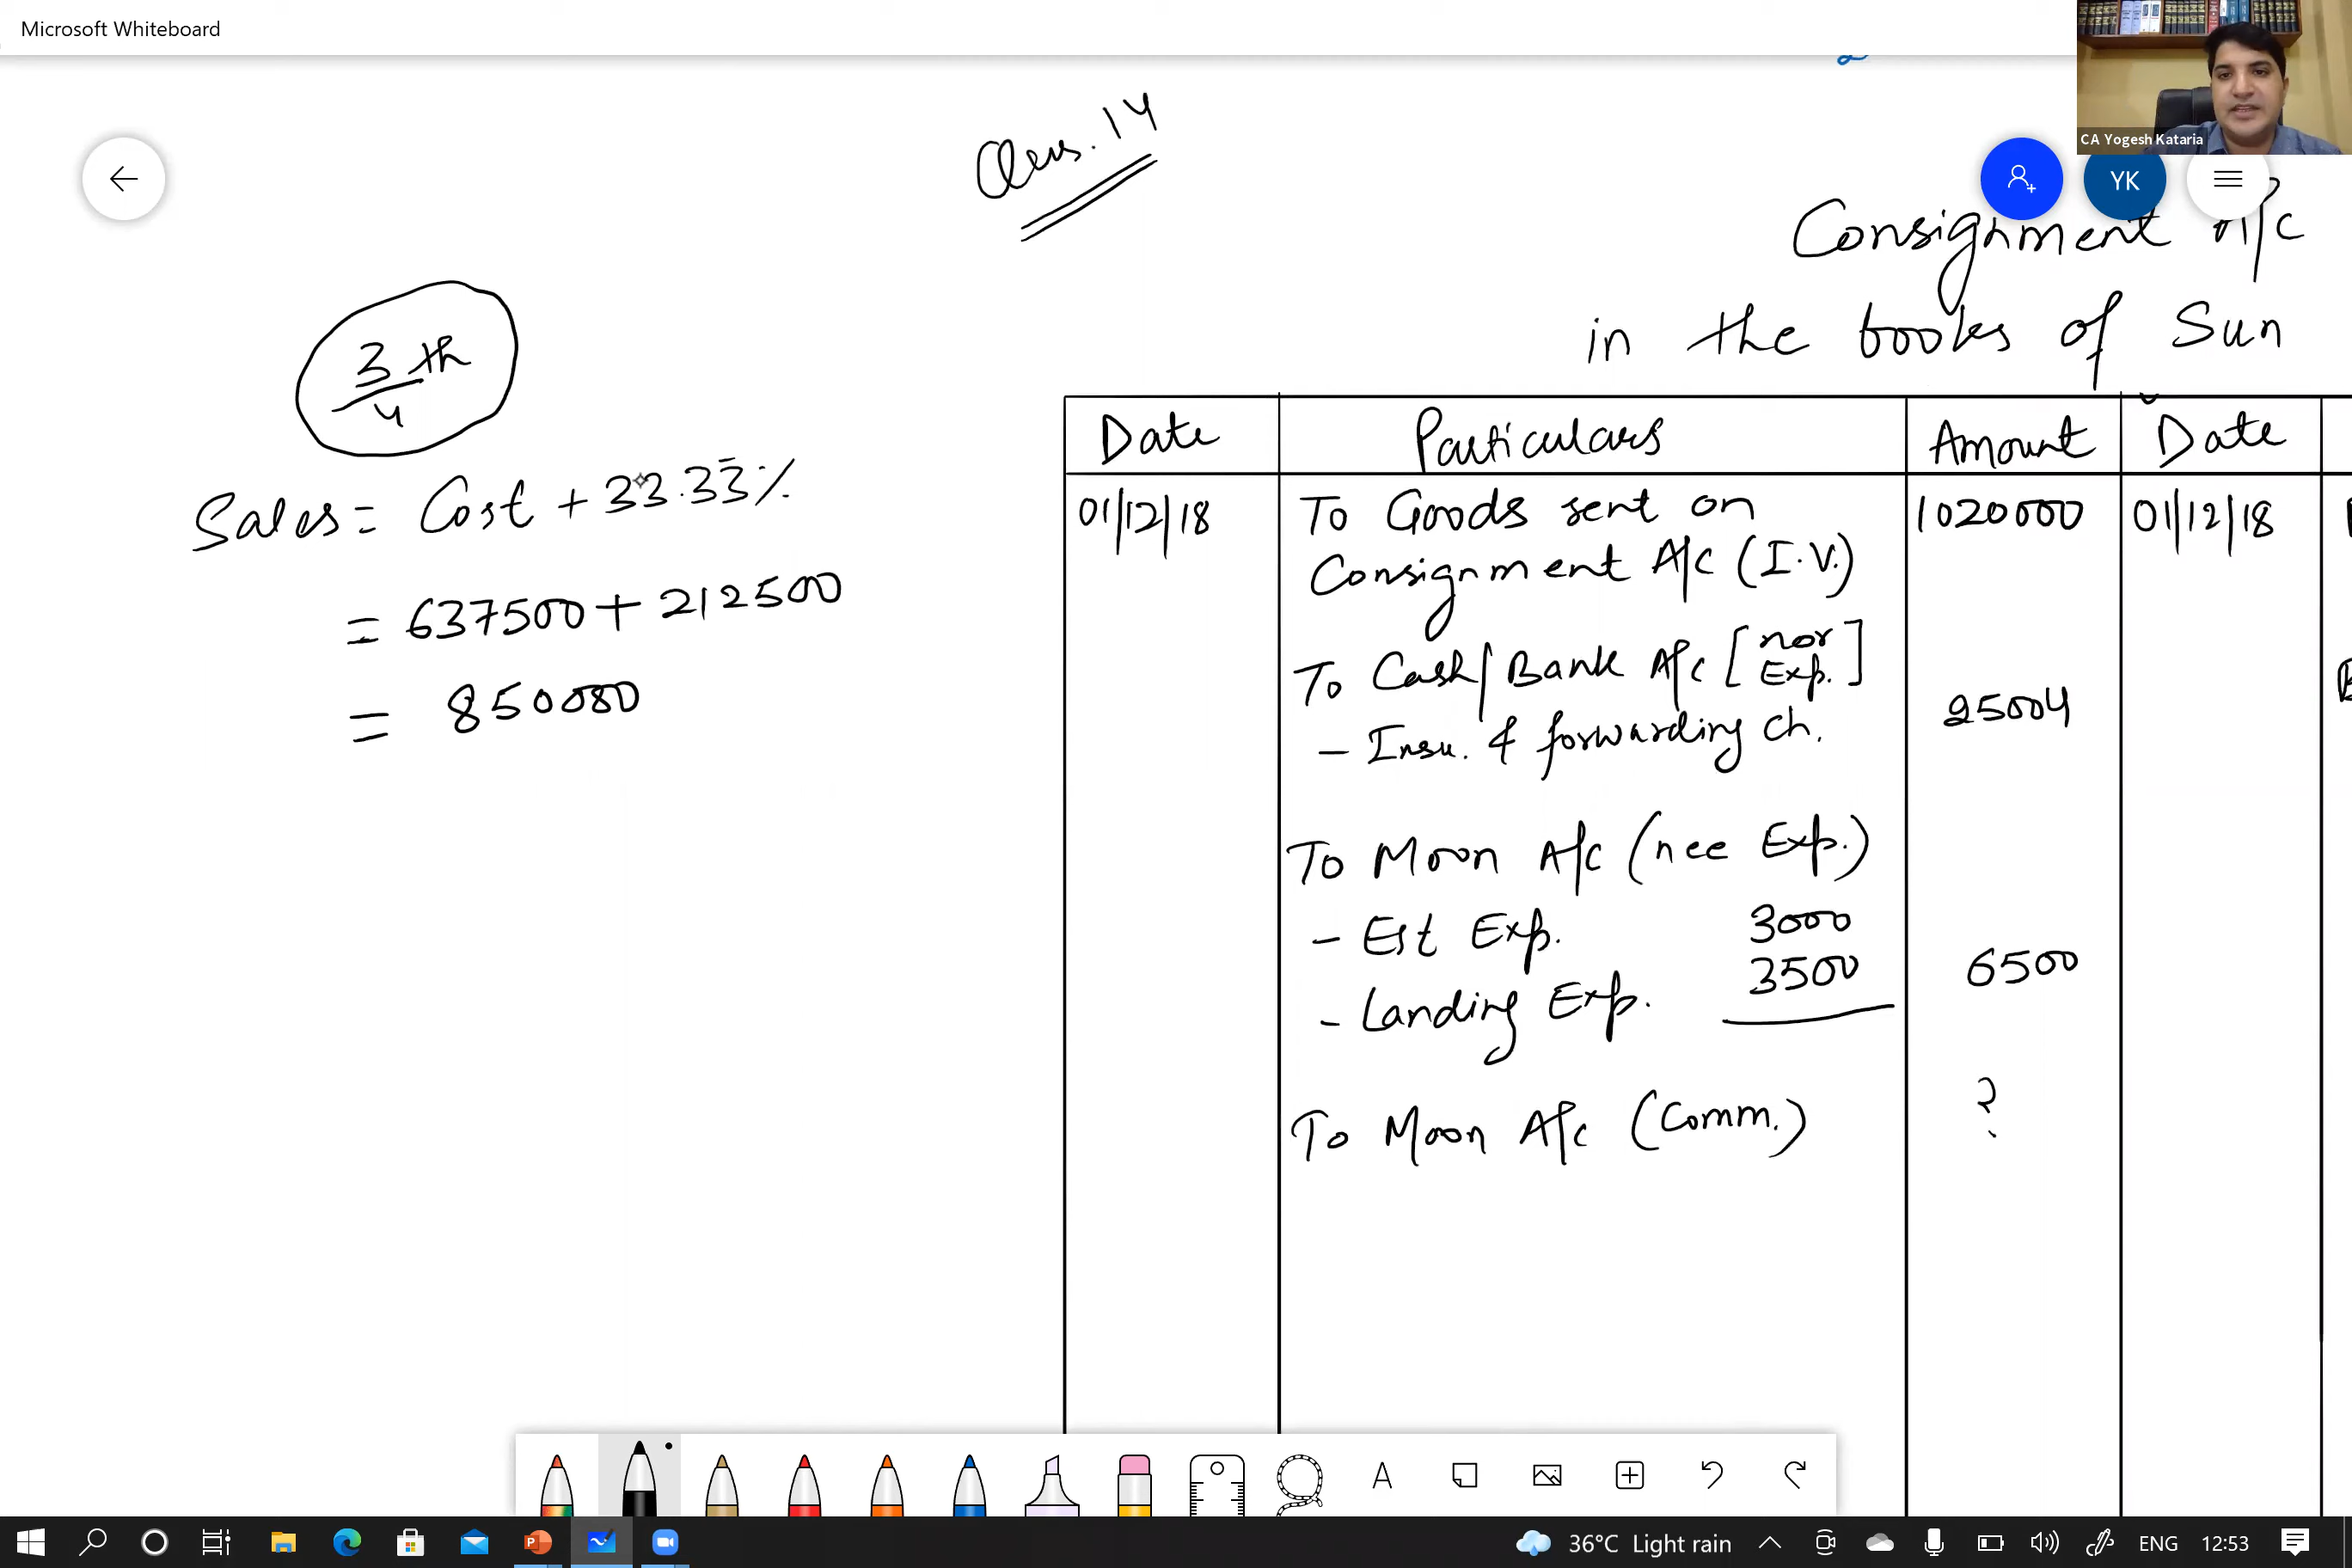 Microsoft Whiteboard
CA Yogesh Kataria
YK
Ques. 14
Consignment A/c
in the books of Sun
3/4 th
Sales = Cost + 33.33%
= 637500 + 212500
= 850000
Date Particulars Amount Date
01/12/18 To Goods sent on 1020000 01/12/18
Consignment A/c (I.V.)
To Cash/Bank A/c [nor Exp.]
- Insu. & forwarding ch. 25004
To Moon A/c (nee Exp.)
- Est Exp. 3000
- Landing Exp. 3500 6500
To Moon A/c (Comm.) ?
36°C Light rain
ENG
12:53